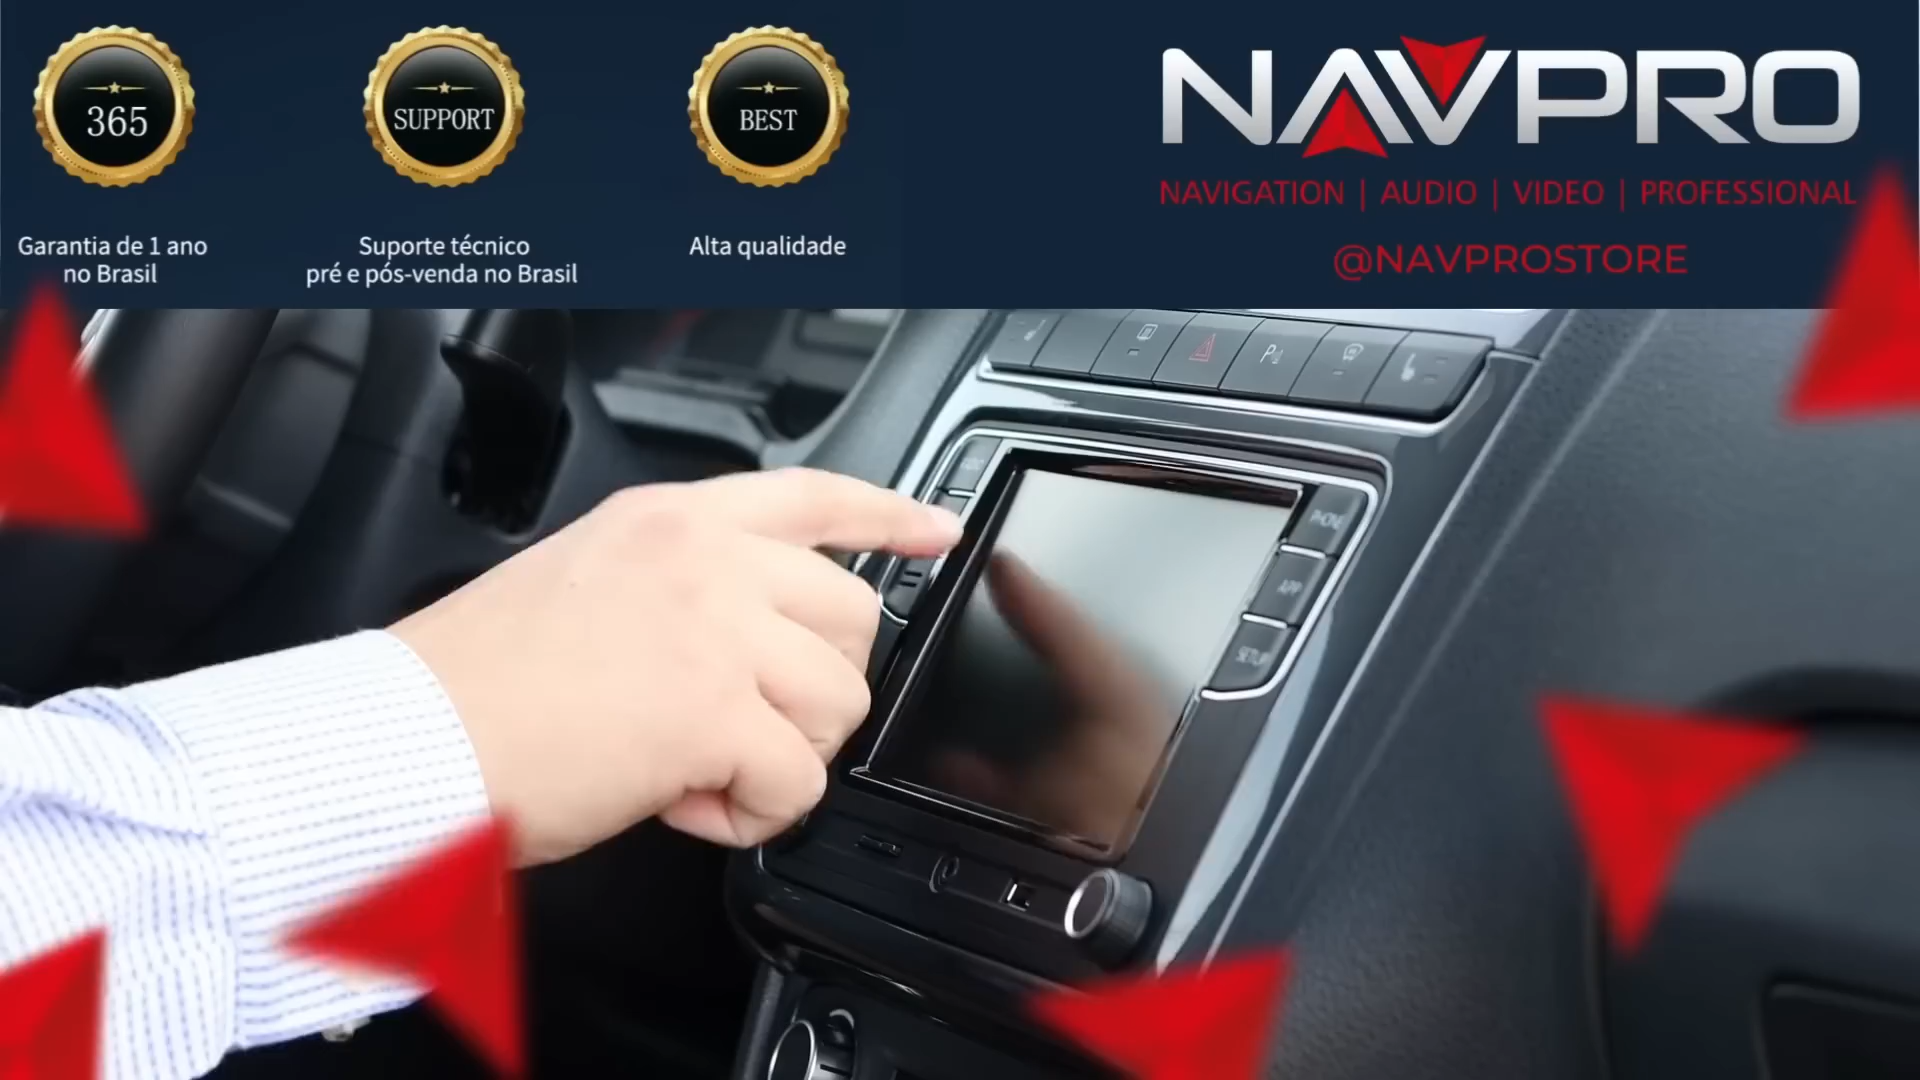 365
SUPPORT
BEST
Garantia de 1 ano
no Brasil
Suporte técnico
pré e pós-venda no Brasil
Alta qualidade
NAVPRO
NAVIGATION | AUDIO | VIDEO | PROFESSIONAL
@NAVPROSTORE
PHONE
APP
SETUP